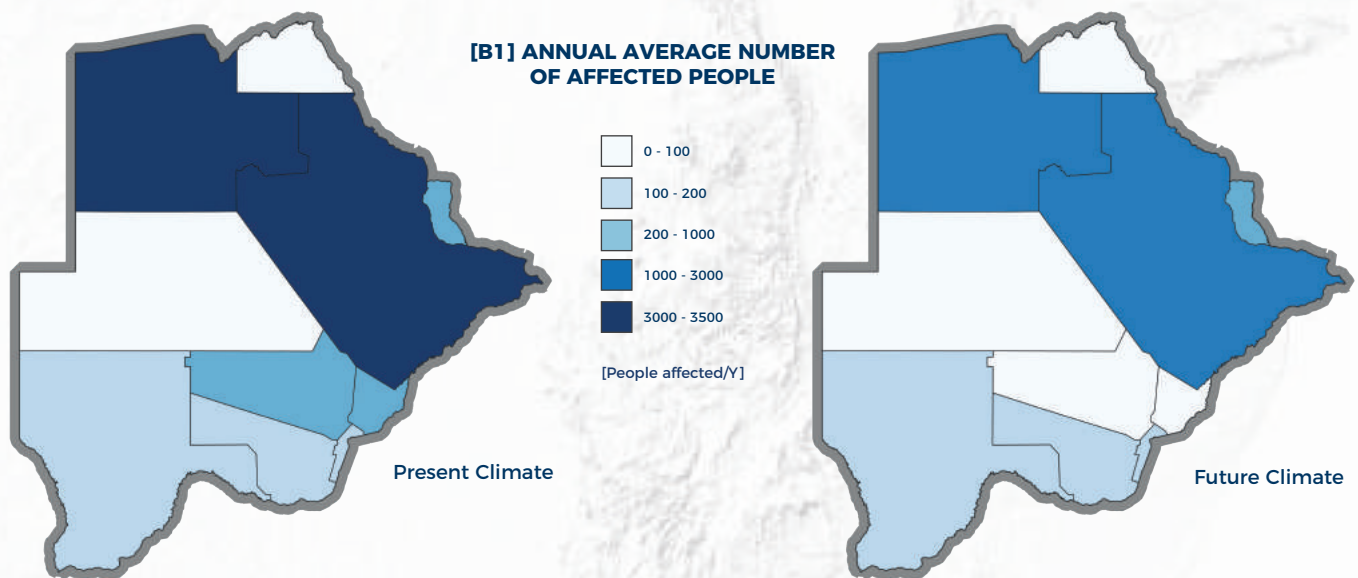 [B1] ANNUAL AVERAGE NUMBER
OF AFFECTED PEOPLE
0 - 100
100 - 200
200 - 1000
1000 - 3000
3000 - 3500
[People affected/Y]
Present Climate
Future Climate